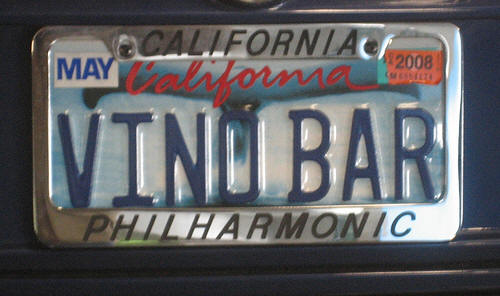 CALIFORNIA
MAY California 2008
VINO BAR
PHILHARMONIC